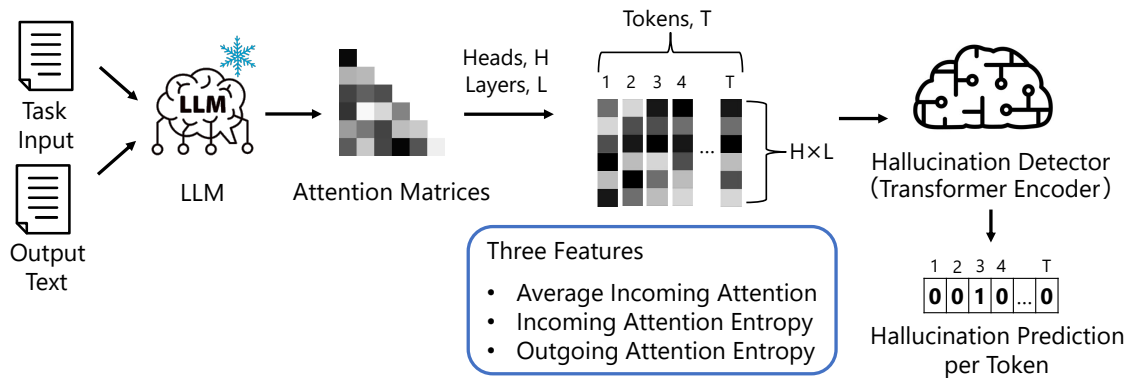 Task
Input
Output
Text
LLM
LLM
Attention Matrices
Heads, H
Layers, L
Tokens, T
1 2 3 4 T
...
H×L
Three Features
• Average Incoming Attention
• Incoming Attention Entropy
• Outgoing Attention Entropy
Hallucination Detector
(Transformer Encoder)
1 2 3 4 T
0 0 1 0 ... 0
Hallucination Prediction
per Token